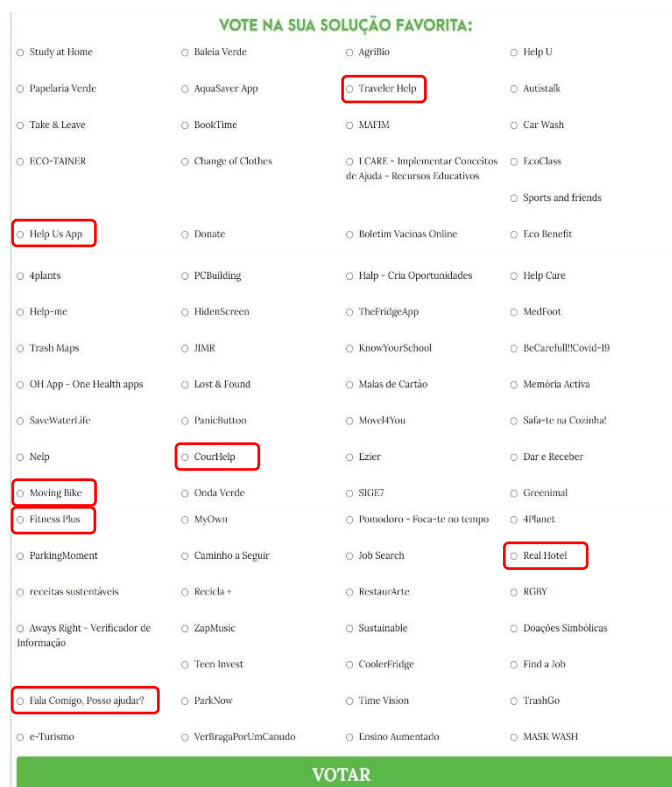 VOTE NA SUA SOLUÇÃO FAVORITA:
Study at Home
Baleia Verde
AgriBio
Help U
Papelaria Verde
AquaSaver App
Traveler Help
Autistalk
Take & Leave
BookTime
MAFIM
Car Wash
ECO-TAINER
Change of Clothes
I CARE - Implementar Conceitos
de Ajuda - Recursos Educativos
EcoClass
Sports and friends
Help Us App
Donate
Boletim Vacinas Online
Eco Benefit
4plants
PCBuilding
Halp - Cria Oportunidades
Help Care
Help-me
HidenScreen
TheFridgeApp
MedFoot
Trash Maps
JIMR
KnowYourSchool
BeCarefull!!Covid-19
OH App - One Health apps
Lost & Found
Malas de Cartão
Memória Activa
SaveWaterLife
PanicButton
Movel4You
Safa-te na Cozinha!
Nelp
CourHelp
Ezier
Dar e Receber
Moving Bike
Onda Verde
SIGE7
Greenimal
Fitness Plus
MyOwn
Pomodoro - Foca-te no tempo
4Planet
ParkingMoment
Caminho a Seguir
Job Search
Real Hotel
receitas sustentáveis
Recicla +
RestaurArte
RGBY
Aways Right - Verificador de
Informação
ZapMusic
Sustainable
Doações Simbólicas
Teen Invest
CoolerFridge
Find a Job
Fala Comigo, Posso ajudar?
ParkNow
Time Vision
TrashGo
e-Turismo
VerBragaPorUmCanudo
Ensino Aumentado
MASK WASH
VOTAR